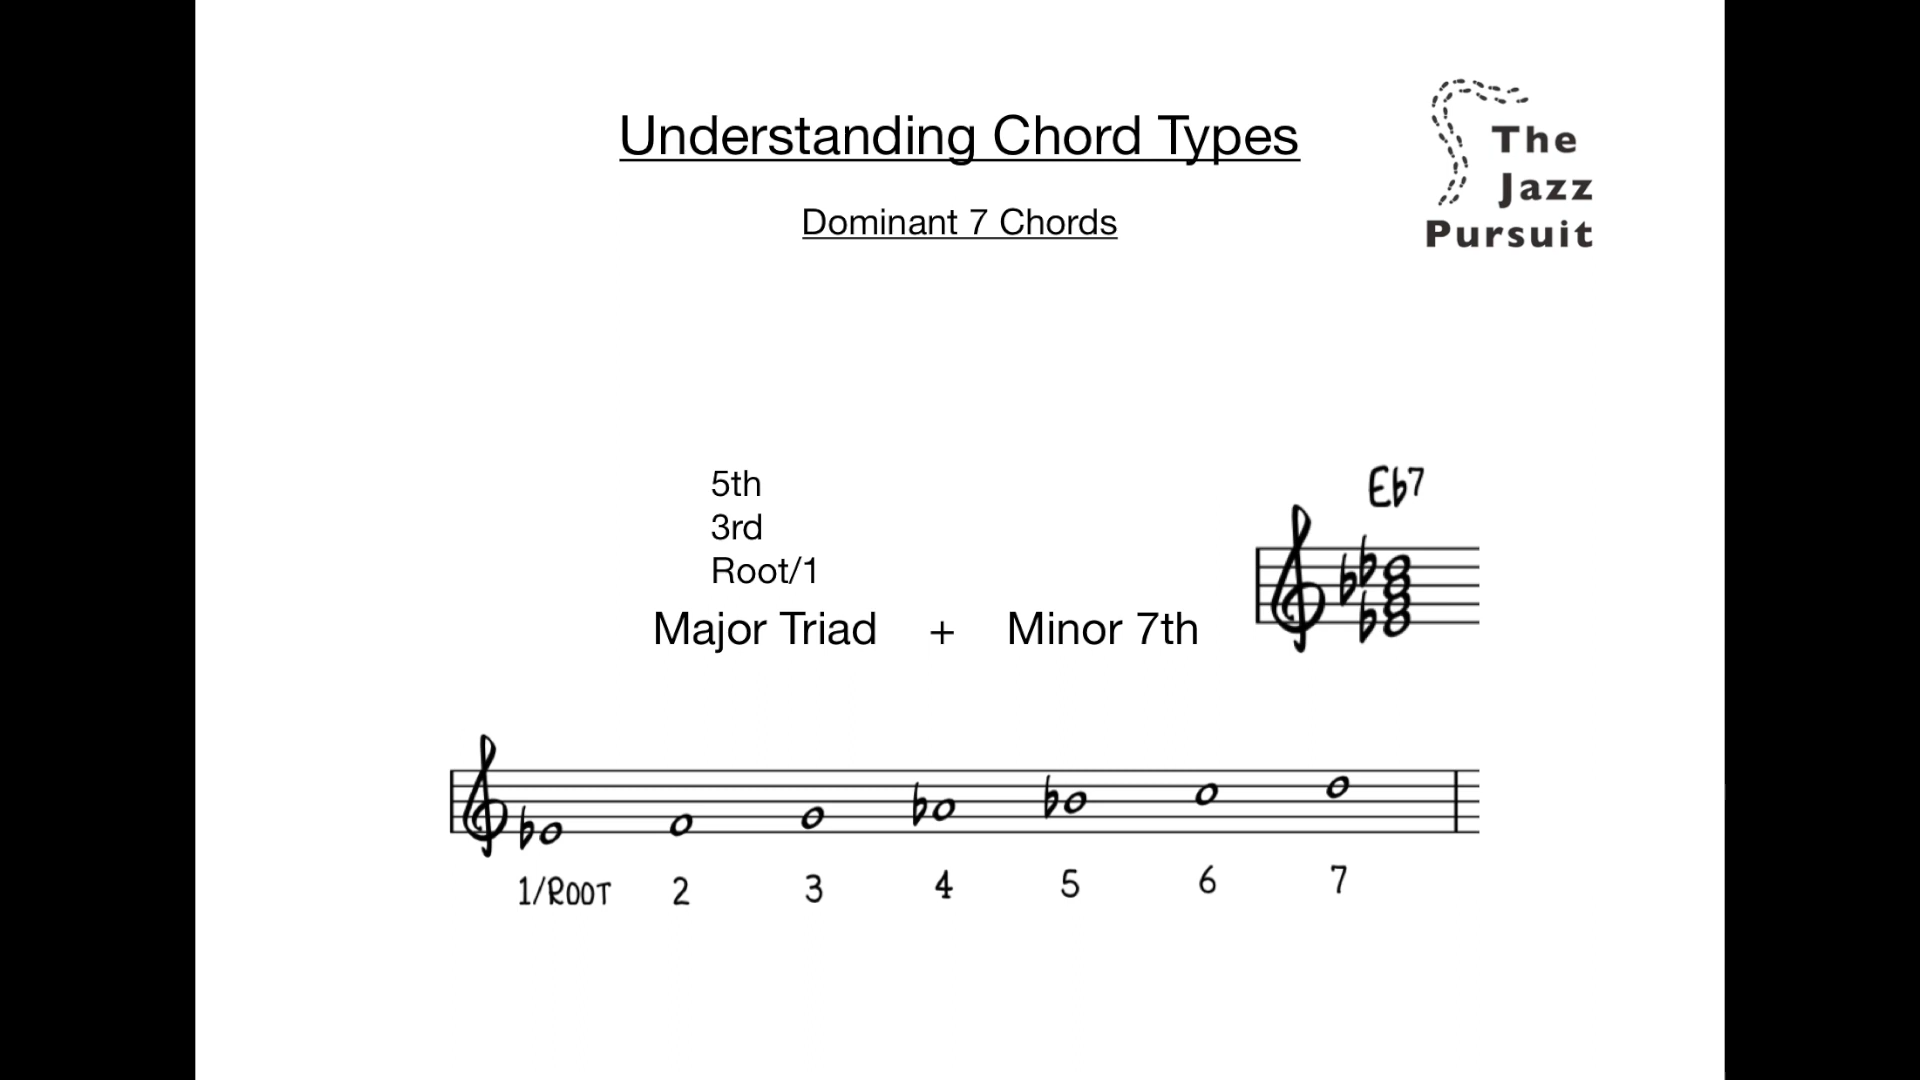 Understanding Chord Types
The
Jazz
Pursuit
Dominant 7 Chords
5th
3rd
Root/1
Major Triad + Minor 7th
Eb7
1/ROOT 2 3 4 5 6 7